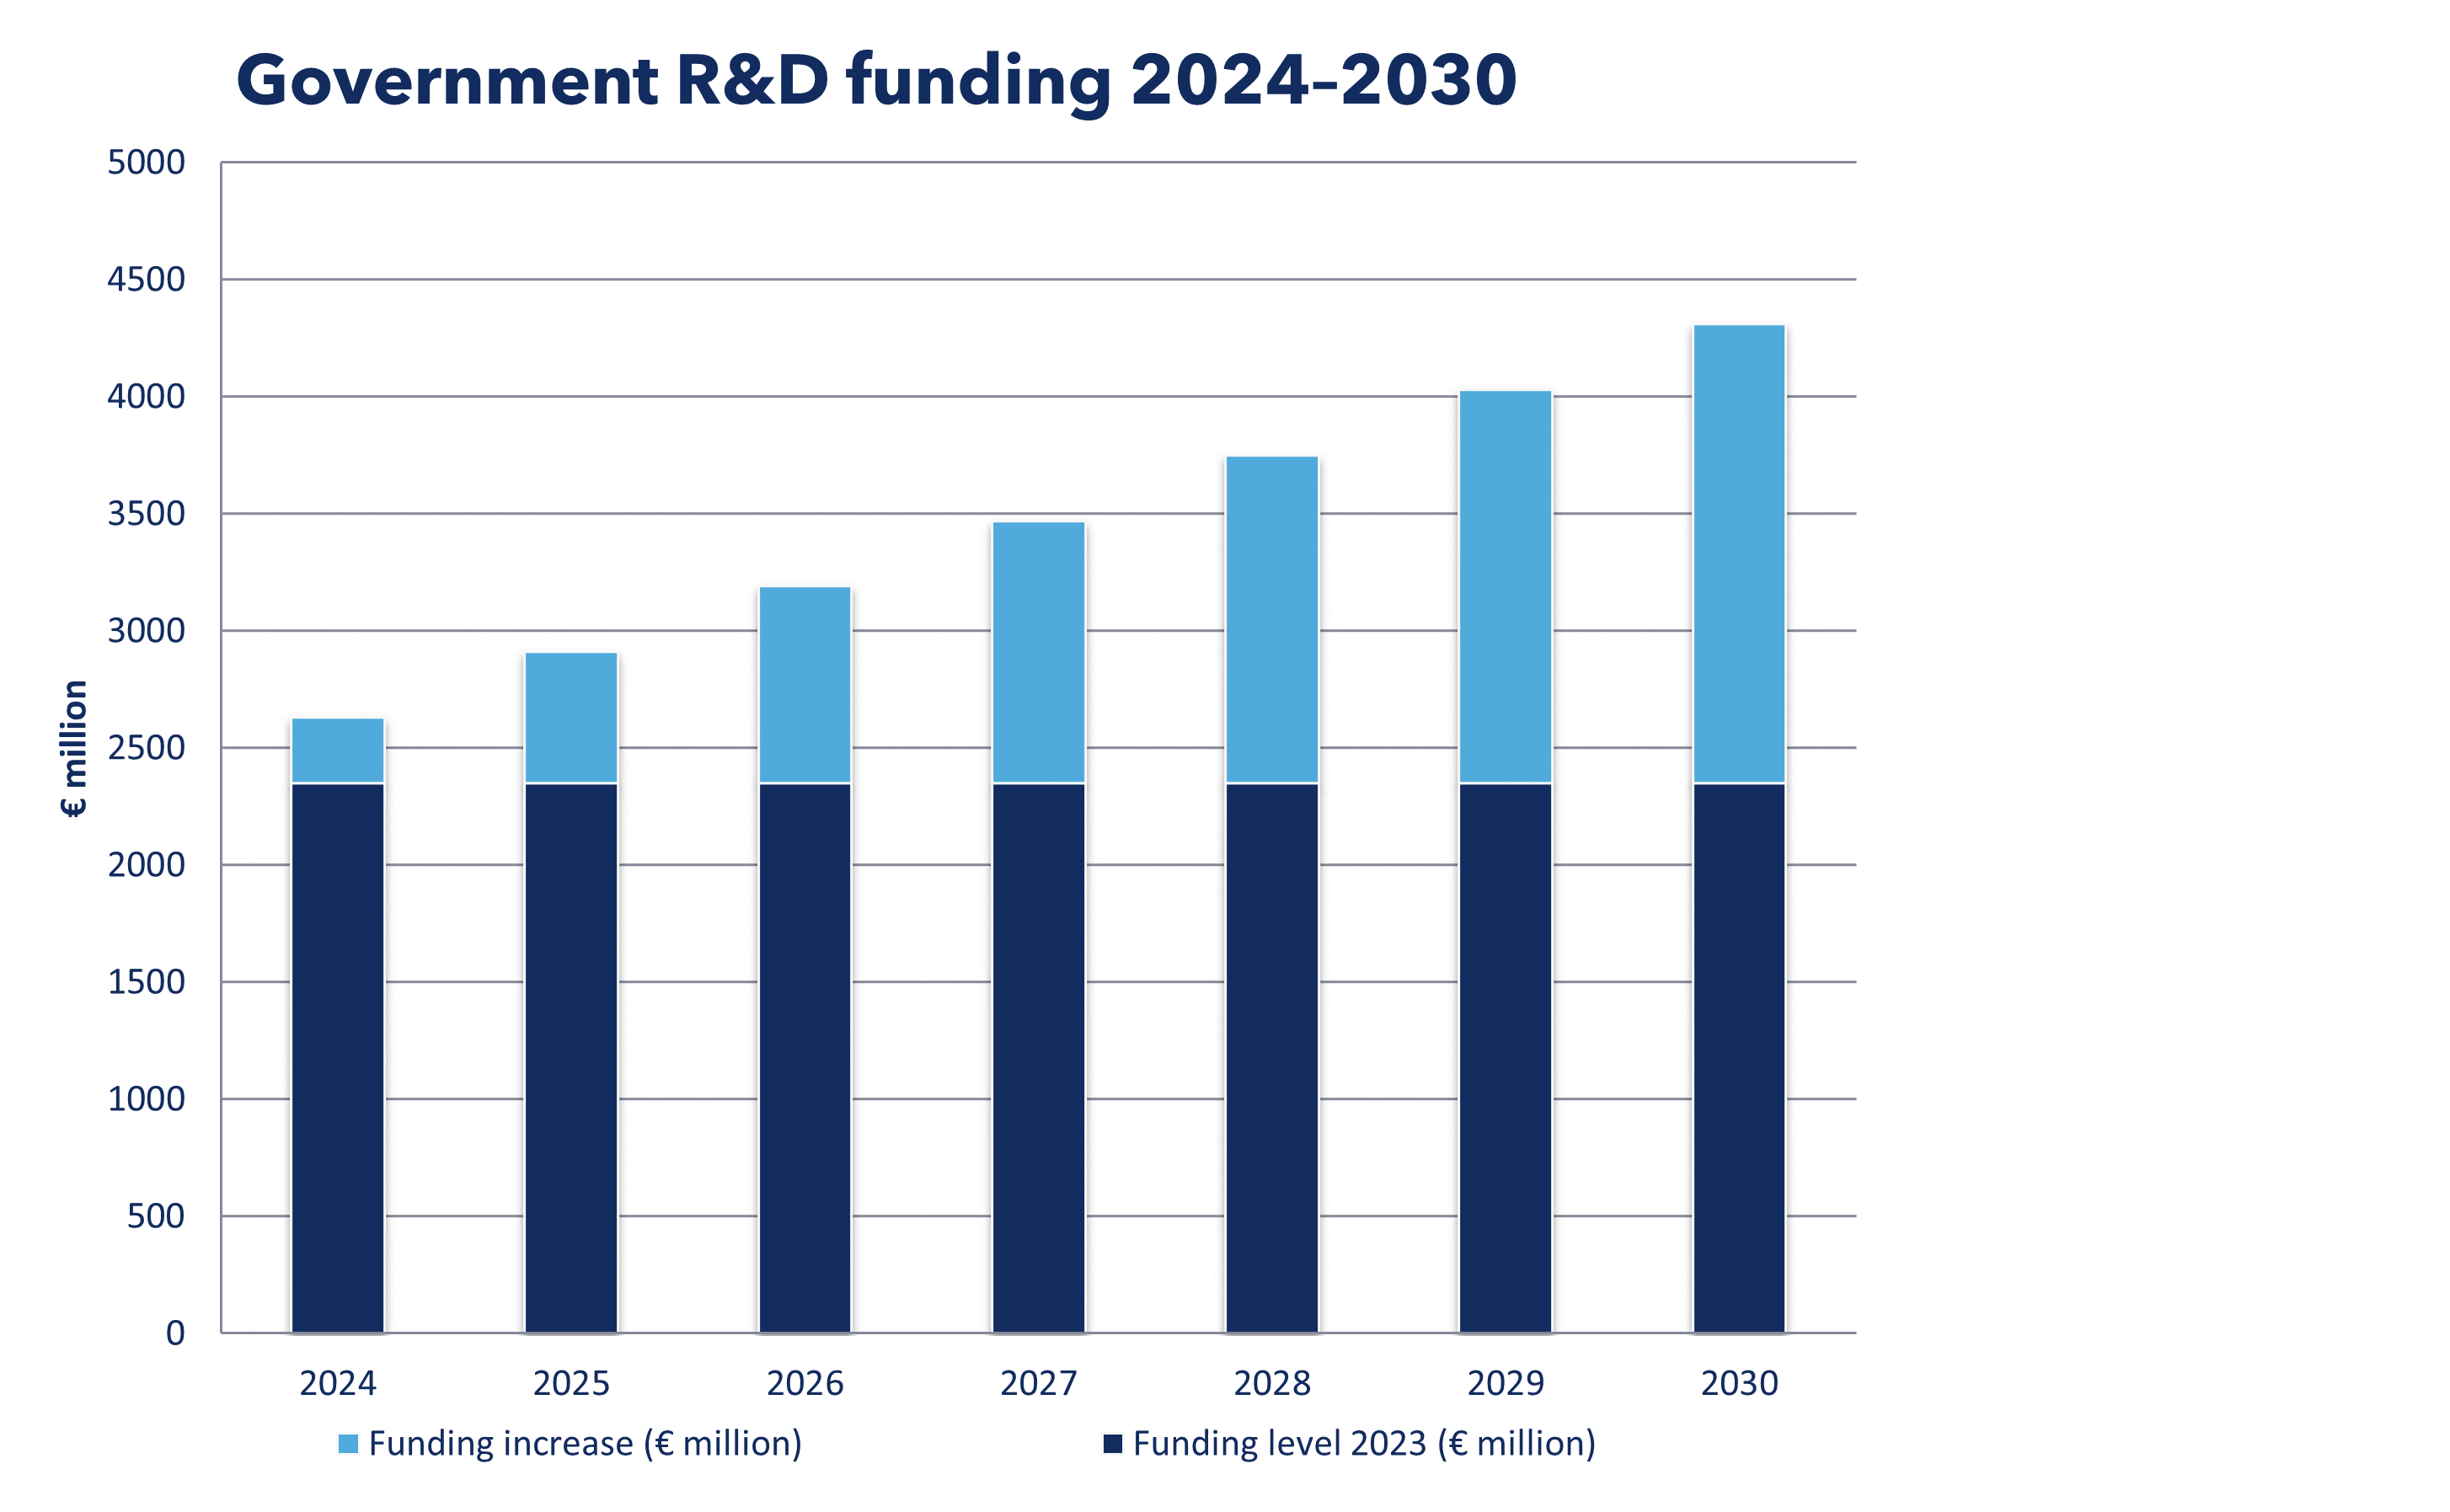 Government R&D funding 2024–2030
5000
4500
4000
3500
3000
2500
2000
1500
1000
500
0
€ million
2024 2025 2026 2027 2028 2029 2030
Funding increase (€ million) Funding level 2023 (€ million)